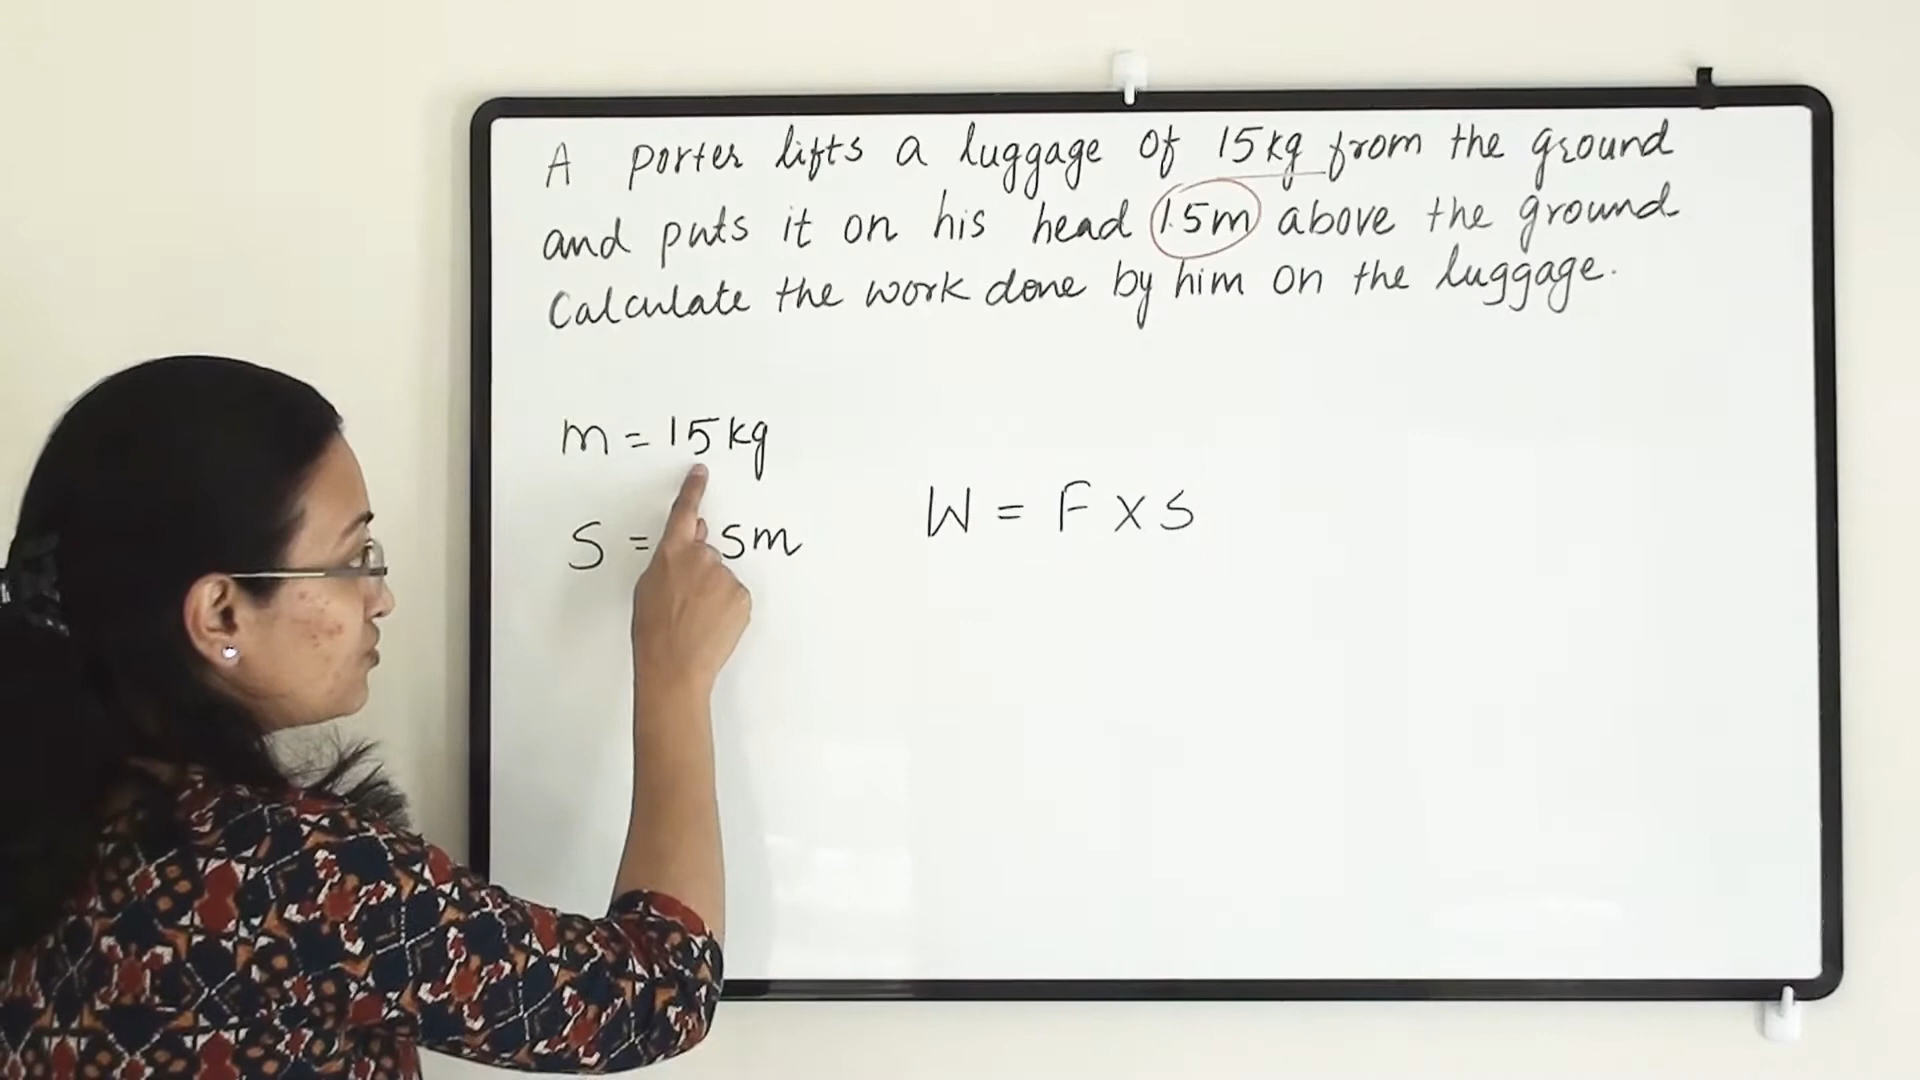 A porter lifts a luggage of 15kg from the ground
and puts it on his head 1.5m above the ground
Calculate the work done by him on the luggage.
m = 15kg
S = 5m
W = F x S